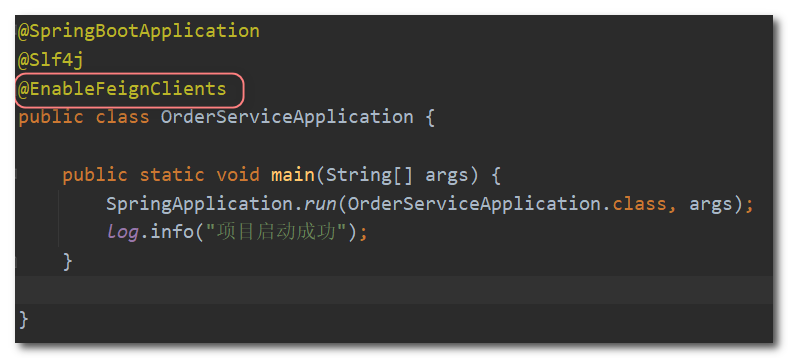 @SpringBootApplication
@Slf4j
@EnableFeignClients
public class OrderServiceApplication {
public static void main(String[] args) {
SpringApplication.run(OrderServiceApplication.class, args);
log.info("项目启动成功");
}
}